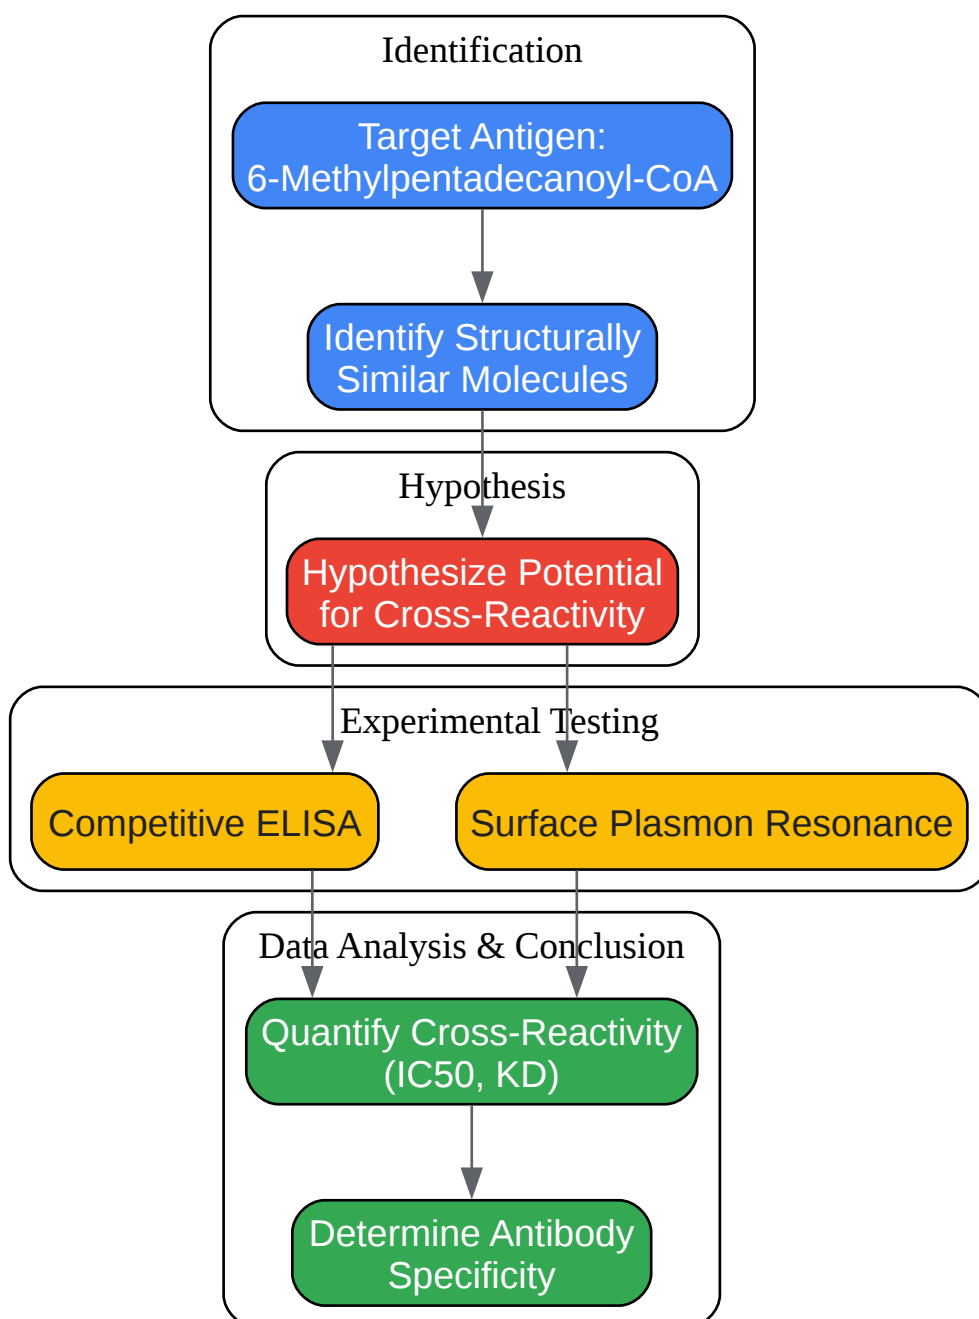 Identification
Target Antigen:
6-Methylpentadecanoyl-CoA
Identify Structurally
Similar Molecules
Hypothesis
Hypothesize Potential
for Cross-Reactivity
Experimental Testing
Competitive ELISA
Surface Plasmon Resonance
Data Analysis & Conclusion
Quantify Cross-Reactivity
(IC50, KD)
Determine Antibody
Specificity